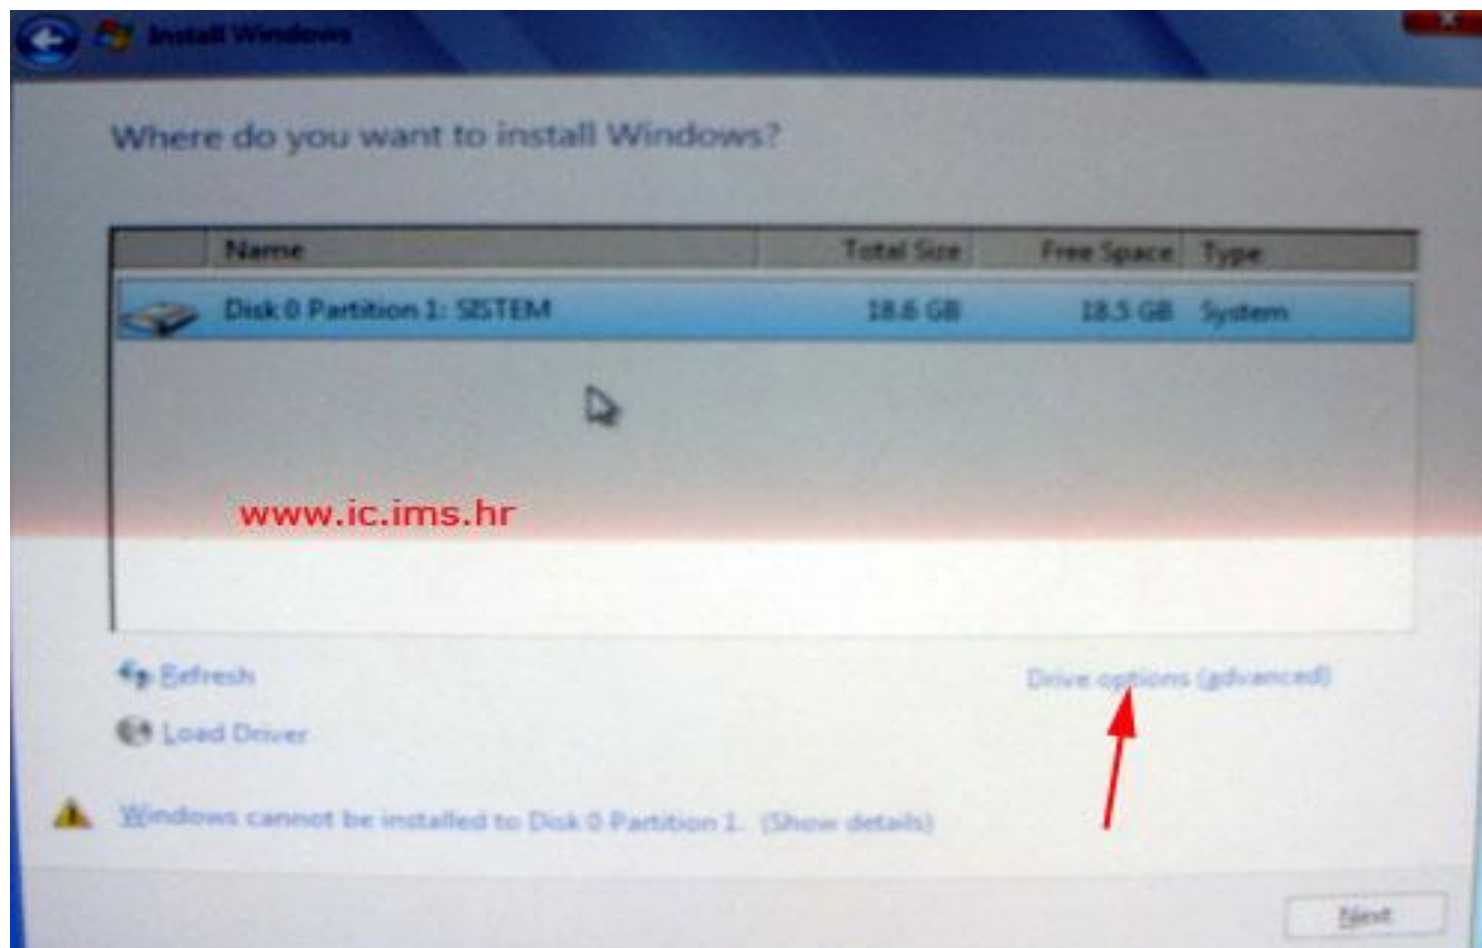 Install Windows
Where do you want to install Windows?
Name Total Size Free Space Type
Disk 0 Partition 1: SISTEM 18.6 GB 18.5 GB System
www.ic.ims.hr
Refresh Drive options (advanced)
Load Driver
Windows cannot be installed to Disk 0 Partition 1. (Show details)
Next